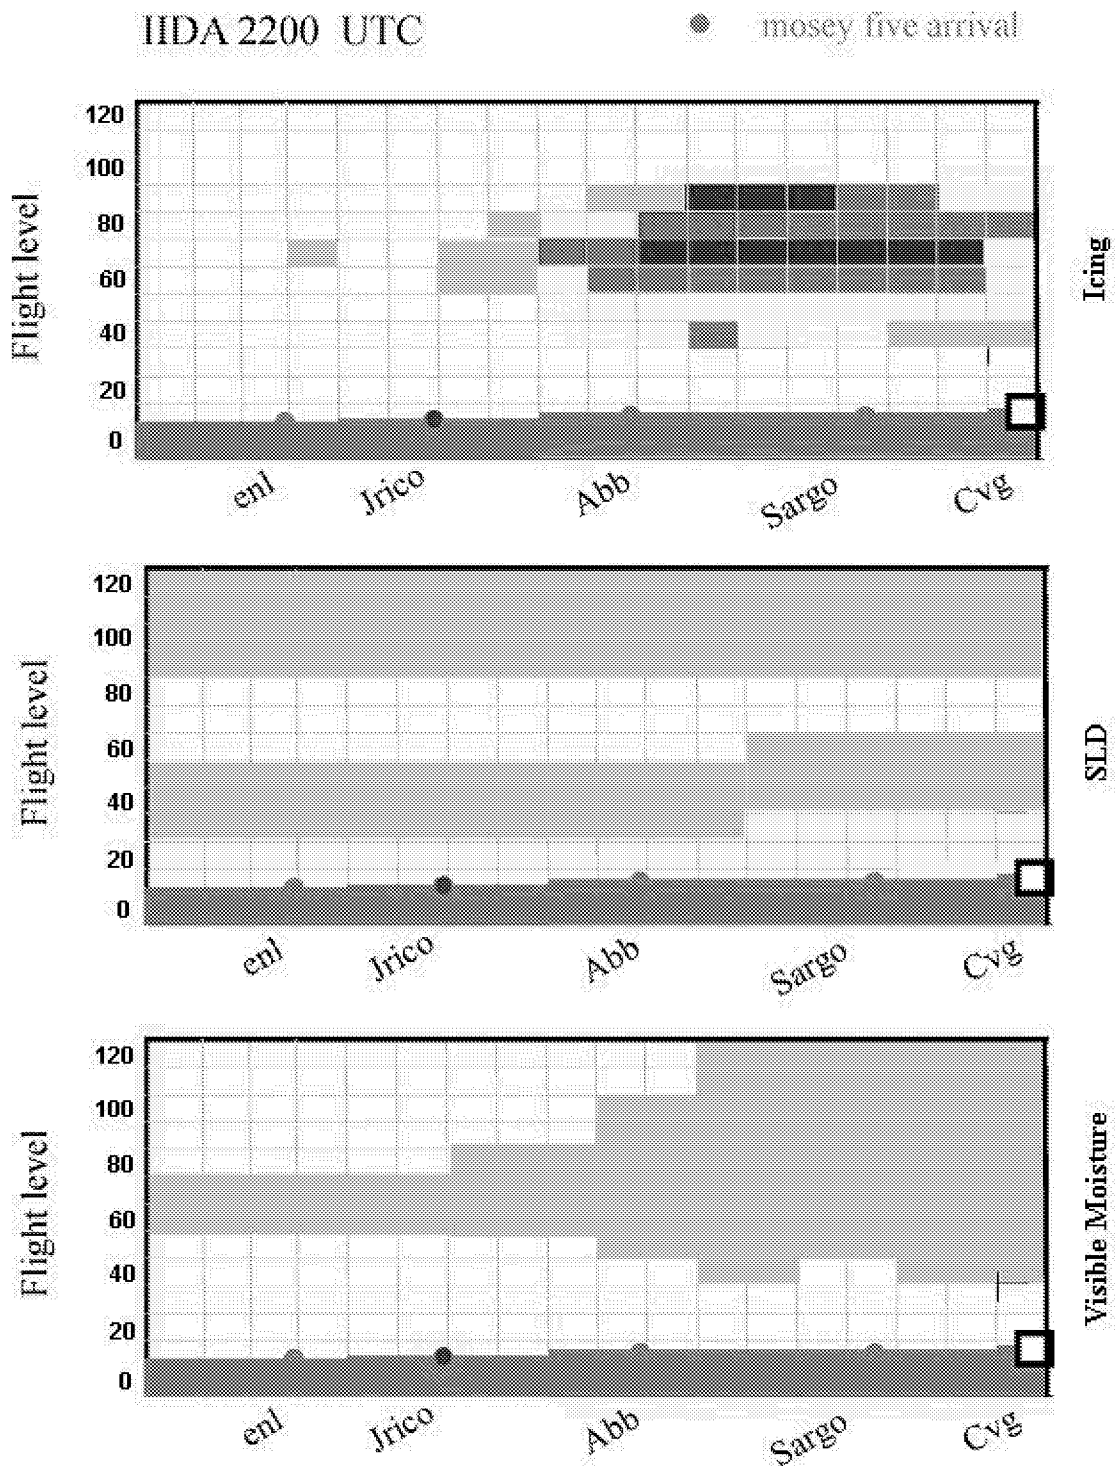 IIDA 2200 UTC
mosey five arrival
120
100
80
60
40
20
0
Flight level
Icing
enl
Jrico
Abb
Sargo
Cvg
120
100
80
60
40
20
0
Flight level
SLD
enl
Jrico
Abb
Sargo
Cvg
120
100
80
60
40
20
0
Flight level
Visible Moisture
enl
Jrico
Abb
Sargo
Cvg